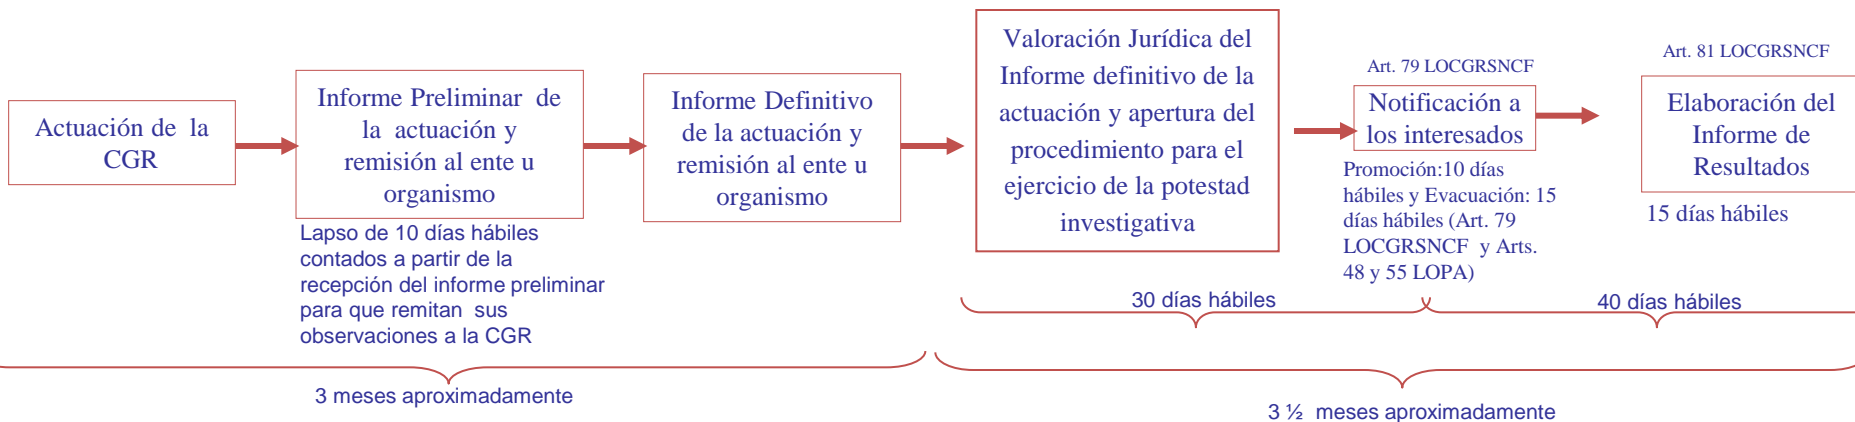 Actuación de la
CGR
Informe Preliminar de
la actuación y
remisión al ente u
organismo
Lapso de 10 días hábiles
contados a partir de la
recepción del informe preliminar
para que remitan sus
observaciones a la CGR
Informe Definitivo
de la actuación y
remisión al ente u
organismo
3 meses aproximadamente
Valoración Jurídica del
Informe definitivo de la
actuación y apertura del
procedimiento para el
ejercicio de la potestad
investigativa
Art. 79 LOCGRSNCF
Notificación a
los interesados
Promoción:10 días
hábiles y Evacuación: 15
días hábiles (Art. 79
LOCGRSNCF y Arts.
48 y 55 LOPA)
Art. 81 LOCGRSNCF
Elaboración del
Informe de
Resultados
15 días hábiles
30 días hábiles
40 días hábiles
3 ½ meses aproximadamente